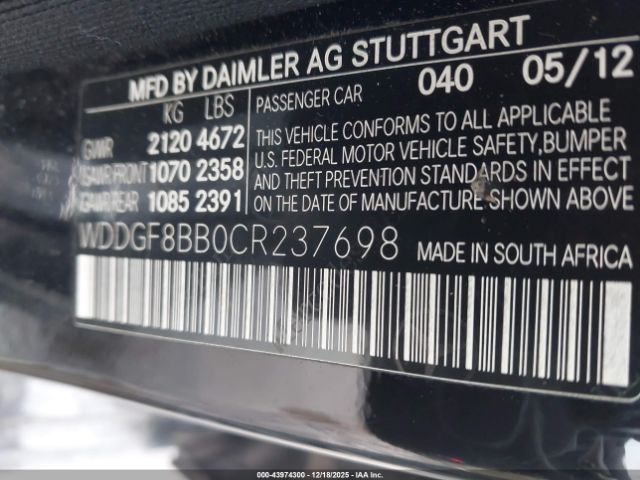 MFD BY DAIMLER AG STUTTGART
KG LBS
PASSENGER CAR 040 05/12
GVWR 2120 4672
GAWR FRONT 1070 2358
GAWR REAR 1085 2391
THIS VEHICLE CONFORMS TO ALL APPLICABLE
U.S. FEDERAL MOTOR VEHICLE SAFETY,BUMPER
AND THEFT PREVENTION STANDARDS IN EFFECT
ON THE DATE OF MANUFACTURE SHOWN ABOVE.
WDDGF8BB0CR237698
MADE IN SOUTH AFRICA
000-43974300 - 12/18/2025 - IAA Inc.